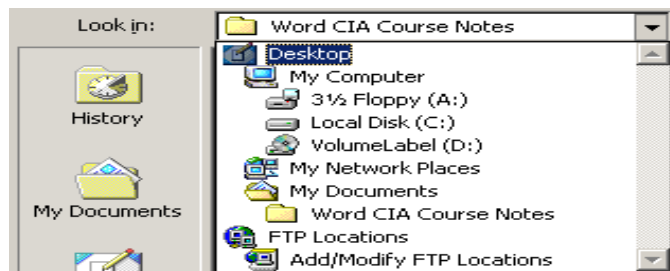 Look in: Word CIA Course Notes
Desktop
My Computer
3½ Floppy (A:)
Local Disk (C:)
VolumeLabel (D:)
My Network Places
My Documents
Word CIA Course Notes
FTP Locations
Add/Modify FTP Locations
History
My Documents